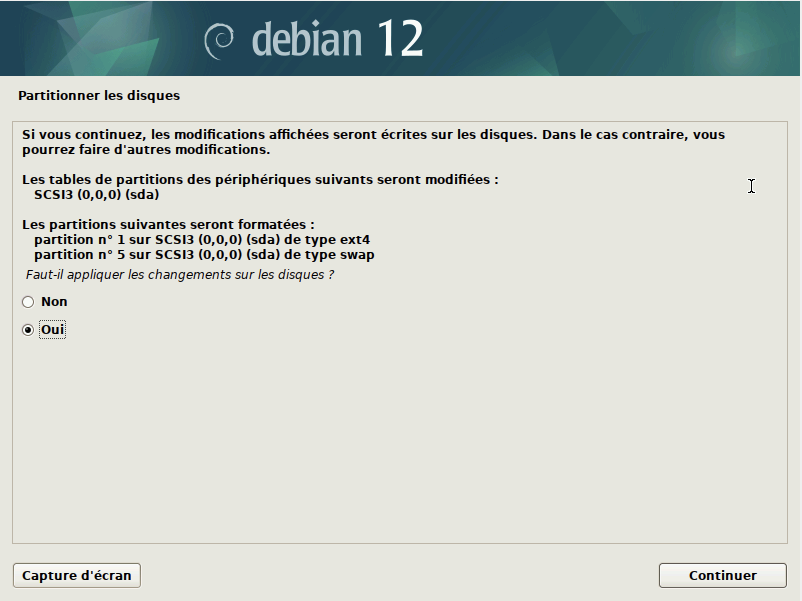 debian 12
Partitionner les disques
Si vous continuez, les modifications affichées seront écrites sur les disques. Dans le cas contraire, vous
pourrez faire d'autres modifications.
Les tables de partitions des périphériques suivants seront modifiées :
SCSI3 (0,0,0) (sda)
Les partitions suivantes seront formatées :
partition n° 1 sur SCSI3 (0,0,0) (sda) de type ext4
partition n° 5 sur SCSI3 (0,0,0) (sda) de type swap
Faut-il appliquer les changements sur les disques ?
Non
Oui
Capture d'écran
Continuer